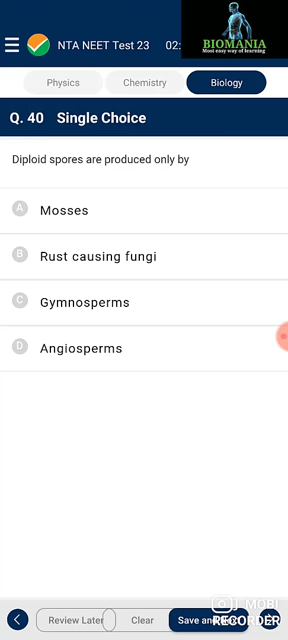 BIOMANIA
Most easy way of learning
NTA NEET Test 23 02:
Physics Chemistry Biology
Q. 40 Single Choice
Diploid spores are produced only by
A Mosses
B Rust causing fungi
C Gymnosperms
D Angiosperms
MOBI
RECORDER
Review Later Clear Save and